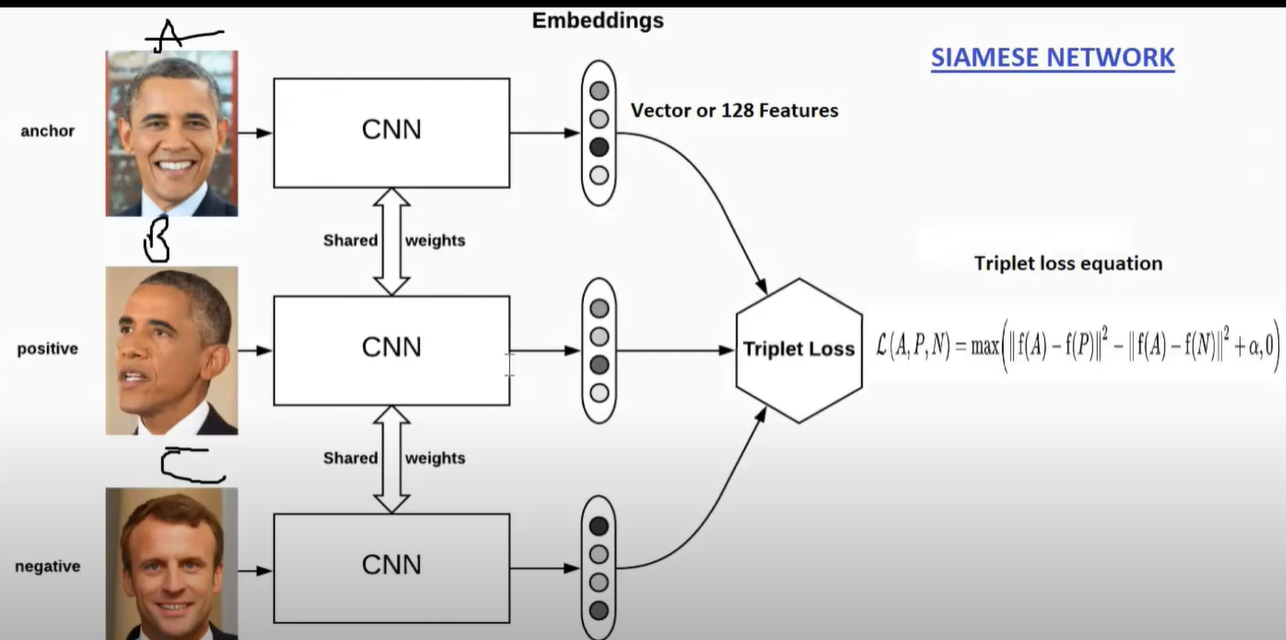 Embeddings
SIAMESE NETWORK
A
anchor
CNN
Vector or 128 Features
B
Shared weights
Triplet loss equation
positive
CNN
Triplet Loss
ℒ(A,P,N) = max(‖f(A) − f(P)‖² − ‖f(A) − f(N)‖² + α,0)
C
Shared weights
negative
CNN